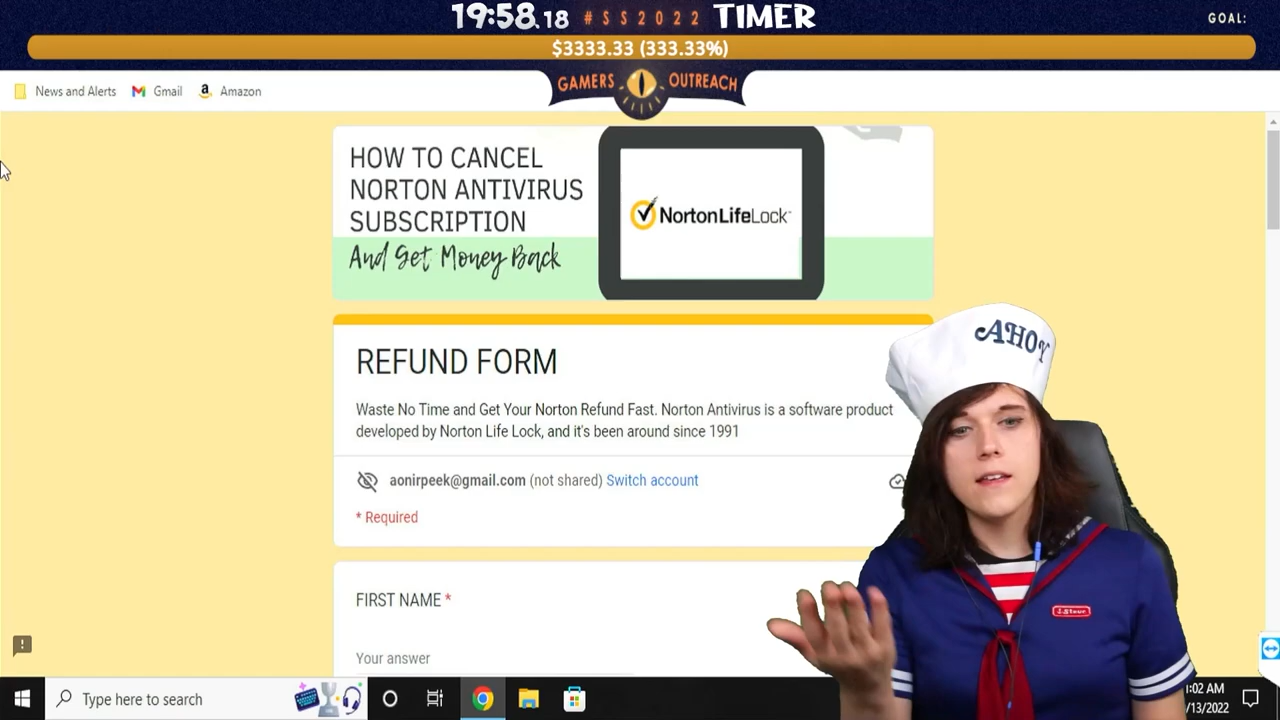 19:58.18 #SS2022 TIMER
GOAL:
$3333.33 (333.33%)
GAMERS OUTREACH
News and Alerts Gmail Amazon
HOW TO CANCEL
NORTON ANTIVIRUS
SUBSCRIPTION
And Get Money Back
NortonLifeLock
REFUND FORM
Waste No Time and Get Your Norton Refund Fast. Norton Antivirus is a software product
developed by Norton Life Lock, and it's been around since 1991
aonirpeek@gmail.com (not shared) Switch account
* Required
AHOY
FIRST NAME *
Your answer
Type here to search
1:02 AM
/13/2022